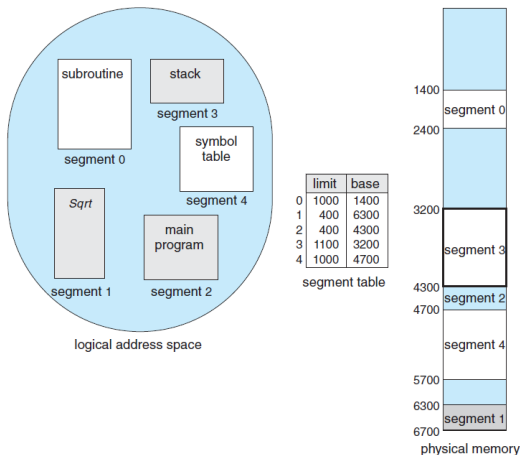 subroutine
segment 0
stack
segment 3
symbol
table
segment 4
Sqrt
segment 1
main
program
segment 2
logical address space
limit base
0 1000 1400
1 400 6300
2 400 4300
3 1100 3200
4 1000 4700
segment table
1400
segment 0
2400
3200
segment 3
4300
segment 2
4700
segment 4
5700
6300
segment 1
6700
physical memory